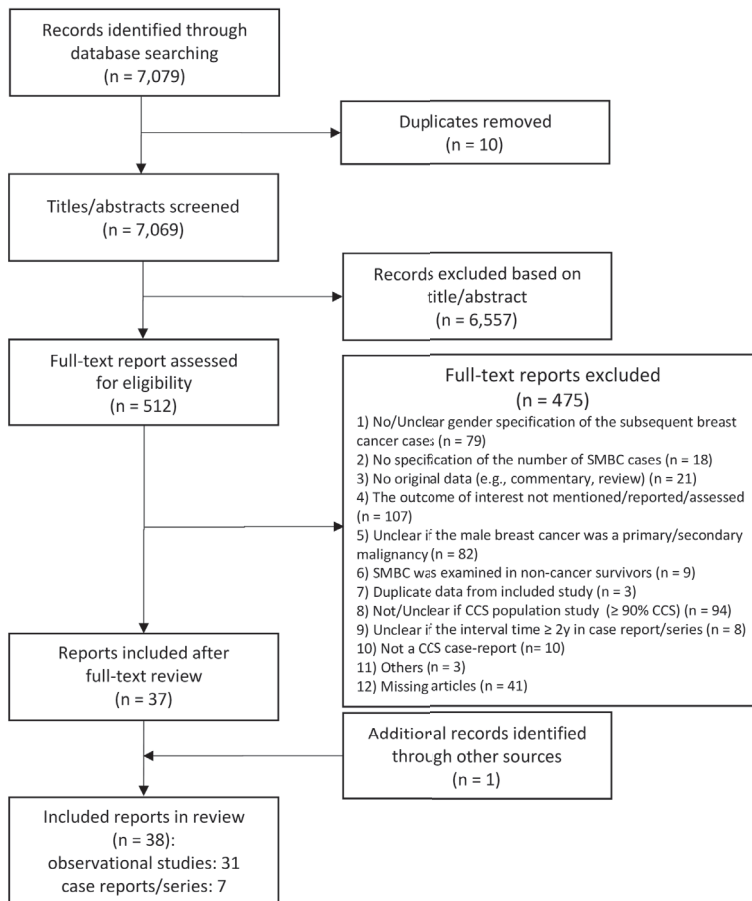 Records identified through
database searching
(n = 7,079)
Duplicates removed
(n = 10)
Titles/abstracts screened
(n = 7,069)
Records excluded based on
title/abstract
(n = 6,557)
Full-text report assessed
for eligibility
(n = 512)
Full-text reports excluded
(n = 475)
1) No/Unclear gender specification of the subsequent breast
cancer cases (n = 79)
2) No specification of the number of SMBC cases (n = 18)
3) No original data (e.g., commentary, review) (n = 21)
4) The outcome of interest not mentioned/reported/assessed
(n = 107)
5) Unclear if the male breast cancer was a primary/secondary
malignancy (n = 82)
6) SMBC was examined in non-cancer survivors (n = 9)
7) Duplicate data from included study (n = 3)
8) Not/Unclear if CCS population study (≥ 90% CCS) (n = 94)
9) Unclear if the interval time ≥ 2y in case report/series (n = 8)
10) Not a CCS case-report (n= 10)
11) Others (n = 3)
12) Missing articles (n = 41)
Reports included after
full-text review
(n = 37)
Additional records identified
through other sources
(n = 1)
Included reports in review
(n = 38):
observational studies: 31
case reports/series: 7